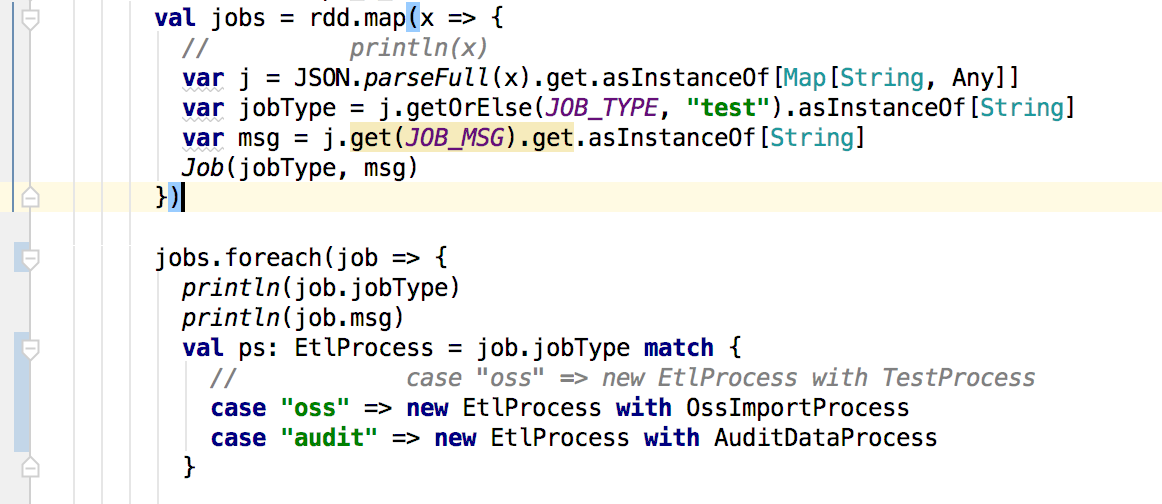 val jobs = rdd.map(x => {
//          println(x)
var j = JSON.parseFull(x).get.asInstanceOf[Map[String, Any]]
var jobType = j.getOrElse(JOB_TYPE, "test").asInstanceOf[String]
var msg = j.get(JOB_MSG).get.asInstanceOf[String]
Job(jobType, msg)
})
jobs.foreach(job => {
println(job.jobType)
println(job.msg)
val ps: EtlProcess = job.jobType match {
//            case "oss" => new EtlProcess with TestProcess
case "oss" => new EtlProcess with OssImportProcess
case "audit" => new EtlProcess with AuditDataProcess
}